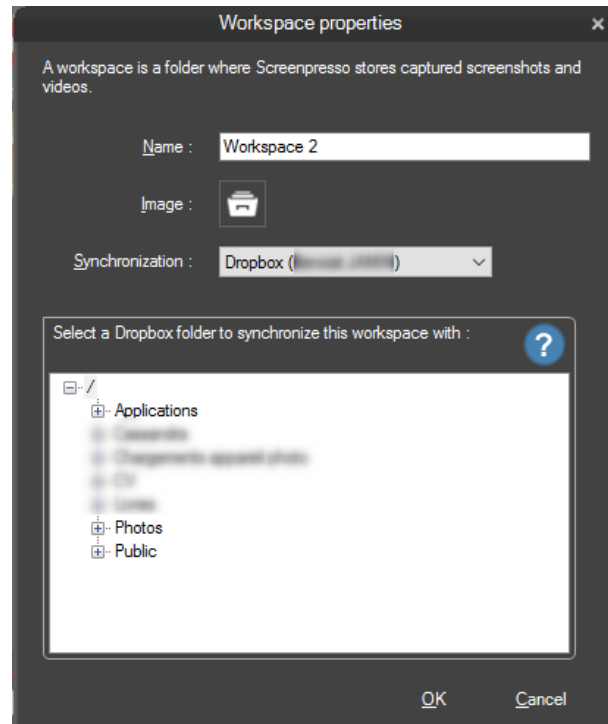 Workspace properties
A workspace is a folder where Screenpresso stores captured screenshots and
videos.
Name :
Workspace 2
Image :
Synchronization :
Dropbox (
)
Select a Dropbox folder to synchronize this workspace with :
?
/
Applications
Photos
Public
OK
Cancel